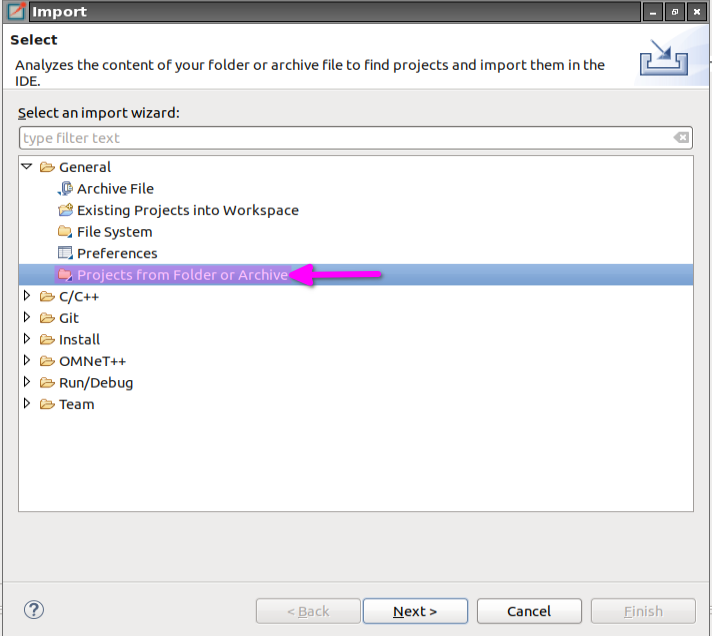 Import
Select
Analyzes the content of your folder or archive file to find projects and import them in the
IDE.
Select an import wizard:
type filter text
General
Archive File
Existing Projects into Workspace
File System
Preferences
Projects from Folder or Archive
C/C++
Git
Install
OMNeT++
Run/Debug
Team
? < Back Next > Cancel Finish